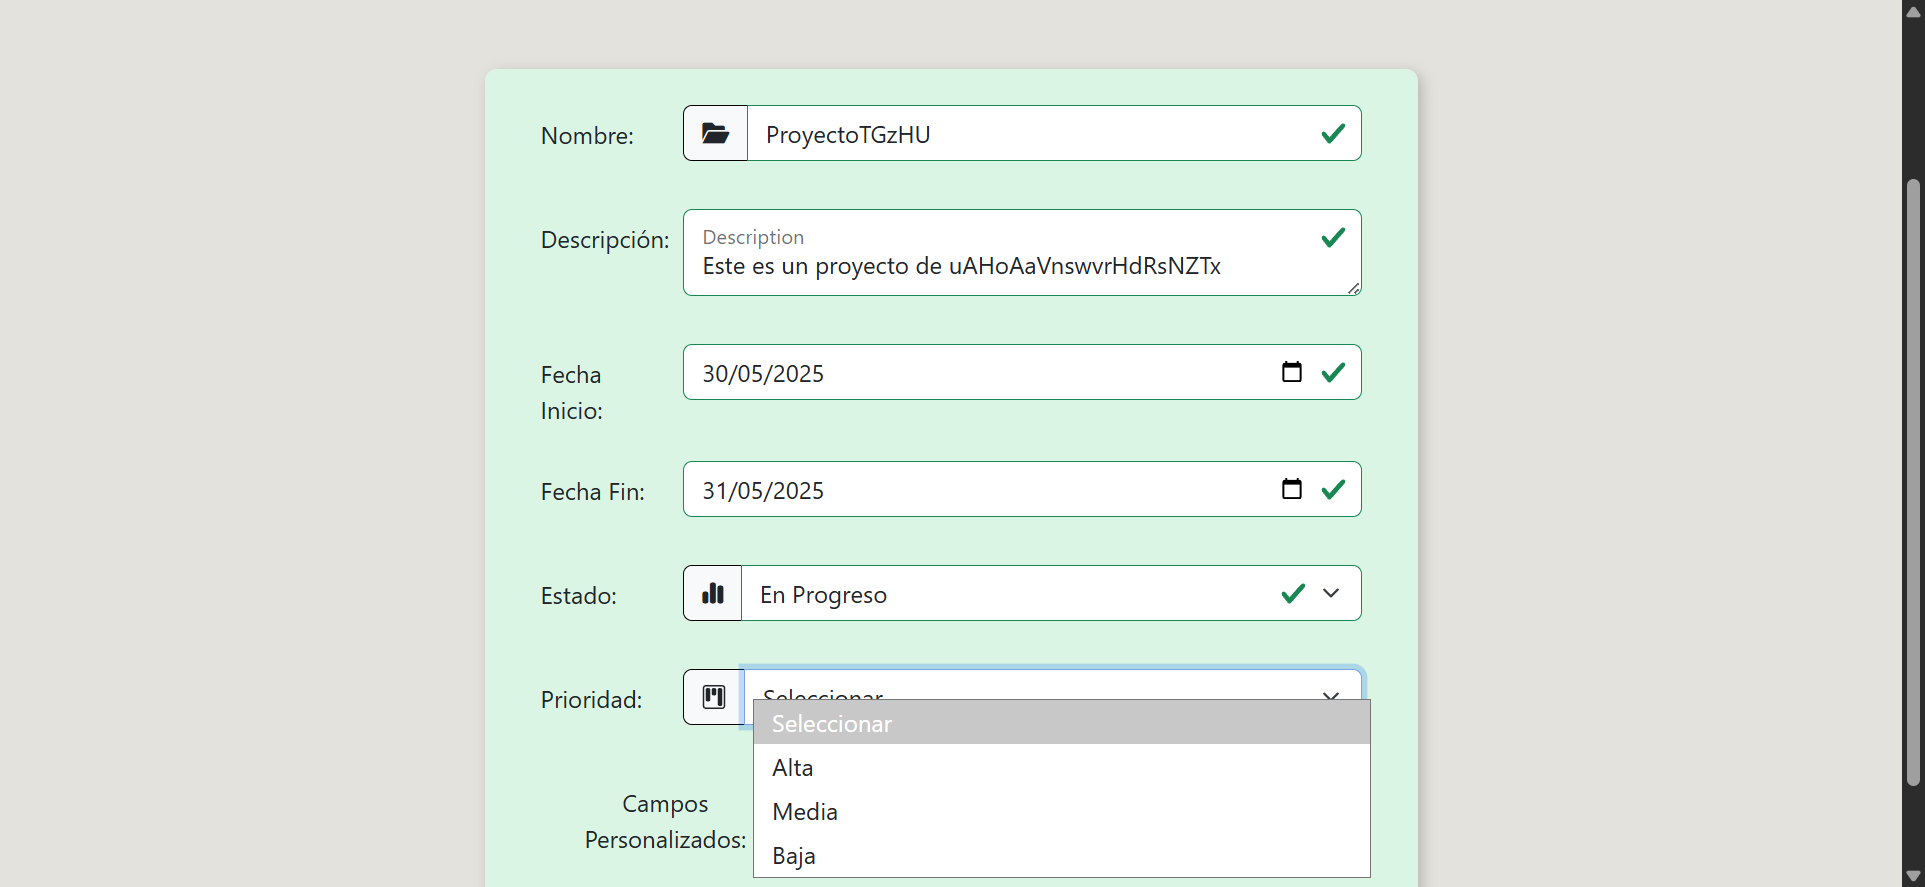 Nombre:
ProyectoTGzHU
Descripción:
Description
Este es un proyecto de uAHoAaVnswvrHdRsNZTx
Fecha
Inicio:
30/05/2025
Fecha Fin:
31/05/2025
Estado:
En Progreso
Prioridad:
Seleccionar
Seleccionar
Alta
Media
Baja
Campos
Personalizados: